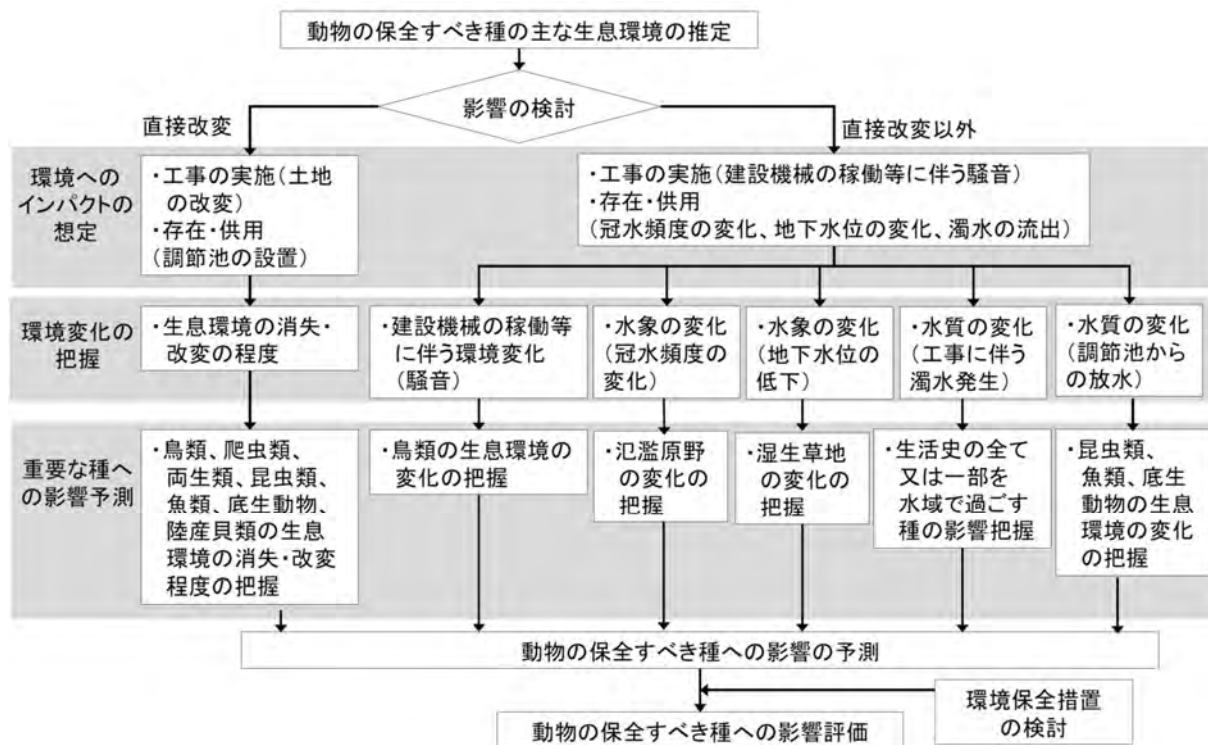 動物の保全すべき種の主な生息環境の推定
影響の検討
直接改変
直接改変以外
環境への
インパクトの
想定
・工事の実施(土地
の改変)
・存在・供用
(調節池の設置)
・工事の実施(建設機械の稼働等に伴う騒音)
・存在・供用
(冠水頻度の変化、地下水位の変化、濁水の流出)
環境変化の
把握
・生息環境の消失・
改変の程度
・建設機械の稼働等
に伴う環境変化
(騒音)
・水象の変化
(冠水頻度の
変化)
・水象の変化
(地下水位の
低下)
・水質の変化
(工事に伴う
濁水発生)
・水質の変化
(調節池から
の放水)
重要な種へ
の影響予測
・鳥類、爬虫類、
両生類、昆虫類、
魚類、底生動物、
陸産貝類の生息
環境の消失・改変
程度の把握
・鳥類の生息環境の
変化の把握
・氾濫原野
の変化の
把握
・湿生草地
の変化の
把握
・生活史の全て
又は一部を
水域で過ごす
種の影響把握
・昆虫類、
魚類、底生
動物の生息
環境の変化
の把握
動物の保全すべき種への影響の予測
環境保全措置
の検討
動物の保全すべき種への影響評価